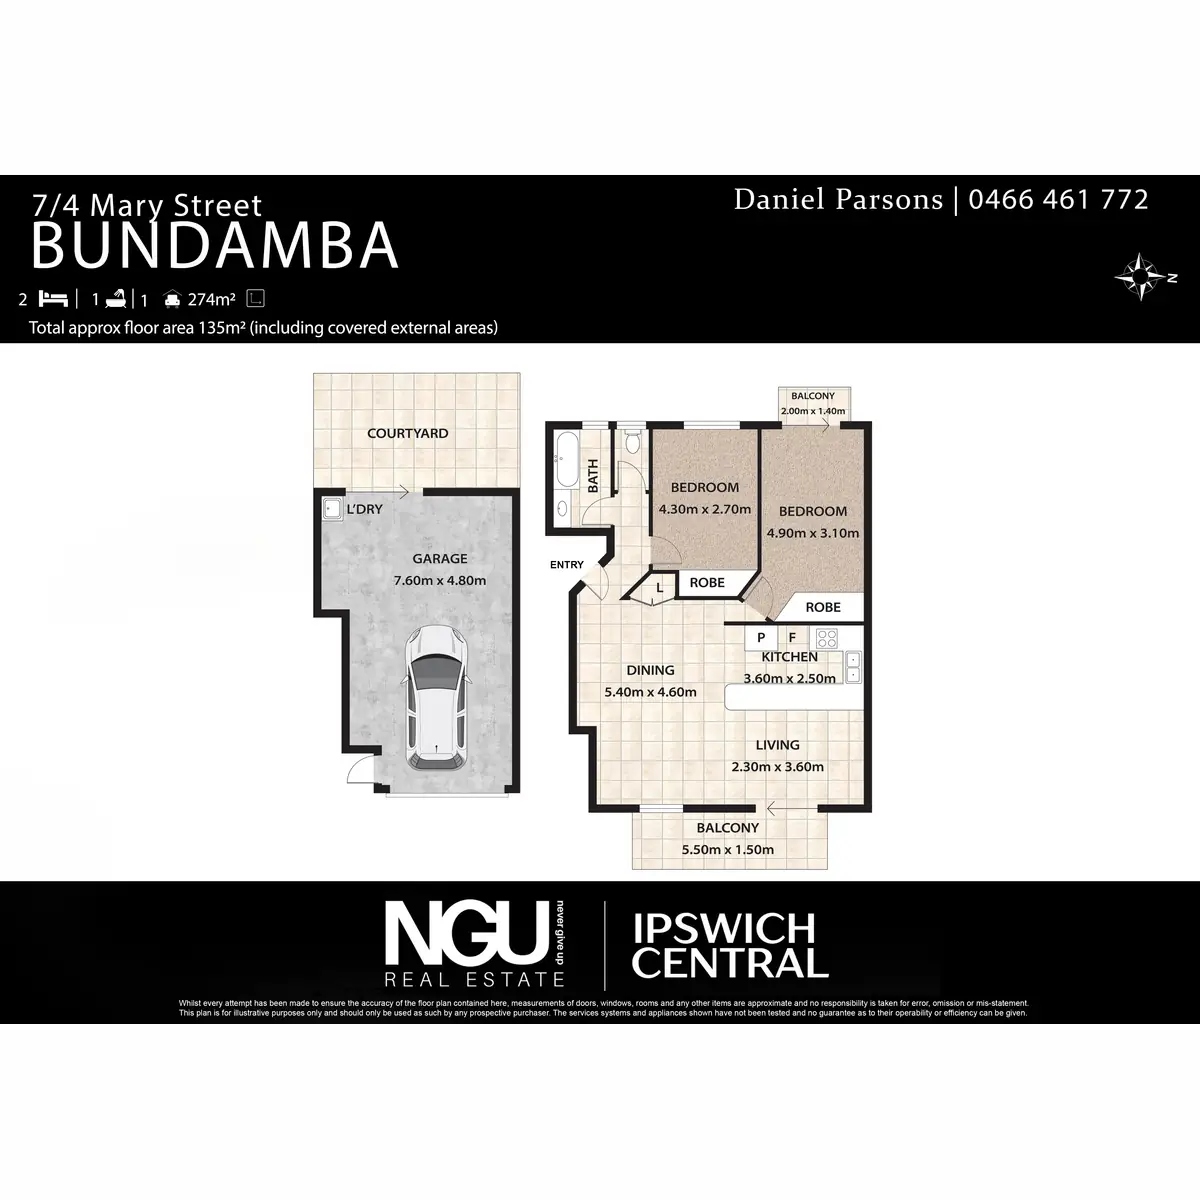 7/4 Mary Street
BUNDAMBA
Daniel Parsons | 0466 461 772
N
2 | 1 | 1 274m²
Total approx floor area 135m² (including covered external areas)
COURTYARD
L'DRY
GARAGE
7.60m x 4.80m
BALCONY
2.00m x 1.40m
BATH
BEDROOM
4.30m x 2.70m
BEDROOM
4.90m x 3.10m
ENTRY
L
ROBE
ROBE
P F
KITCHEN
3.60m x 2.50m
DINING
5.40m x 4.60m
LIVING
2.30m x 3.60m
BALCONY
5.50m x 1.50m
NGU
never give up
REAL ESTATE
IPSWICH
CENTRAL
Whilst every attempt has been made to ensure the accuracy of the floor plan contained here, measurements of doors, windows, rooms and any other items are approximate and no responsibility is taken for error, omission or mis-statement.
This plan is for illustrative purposes only and should only be used as such by any prospective purchaser. The services systems and appliances shown have not been tested and no guarantee as to their operability or efficiency can be given.